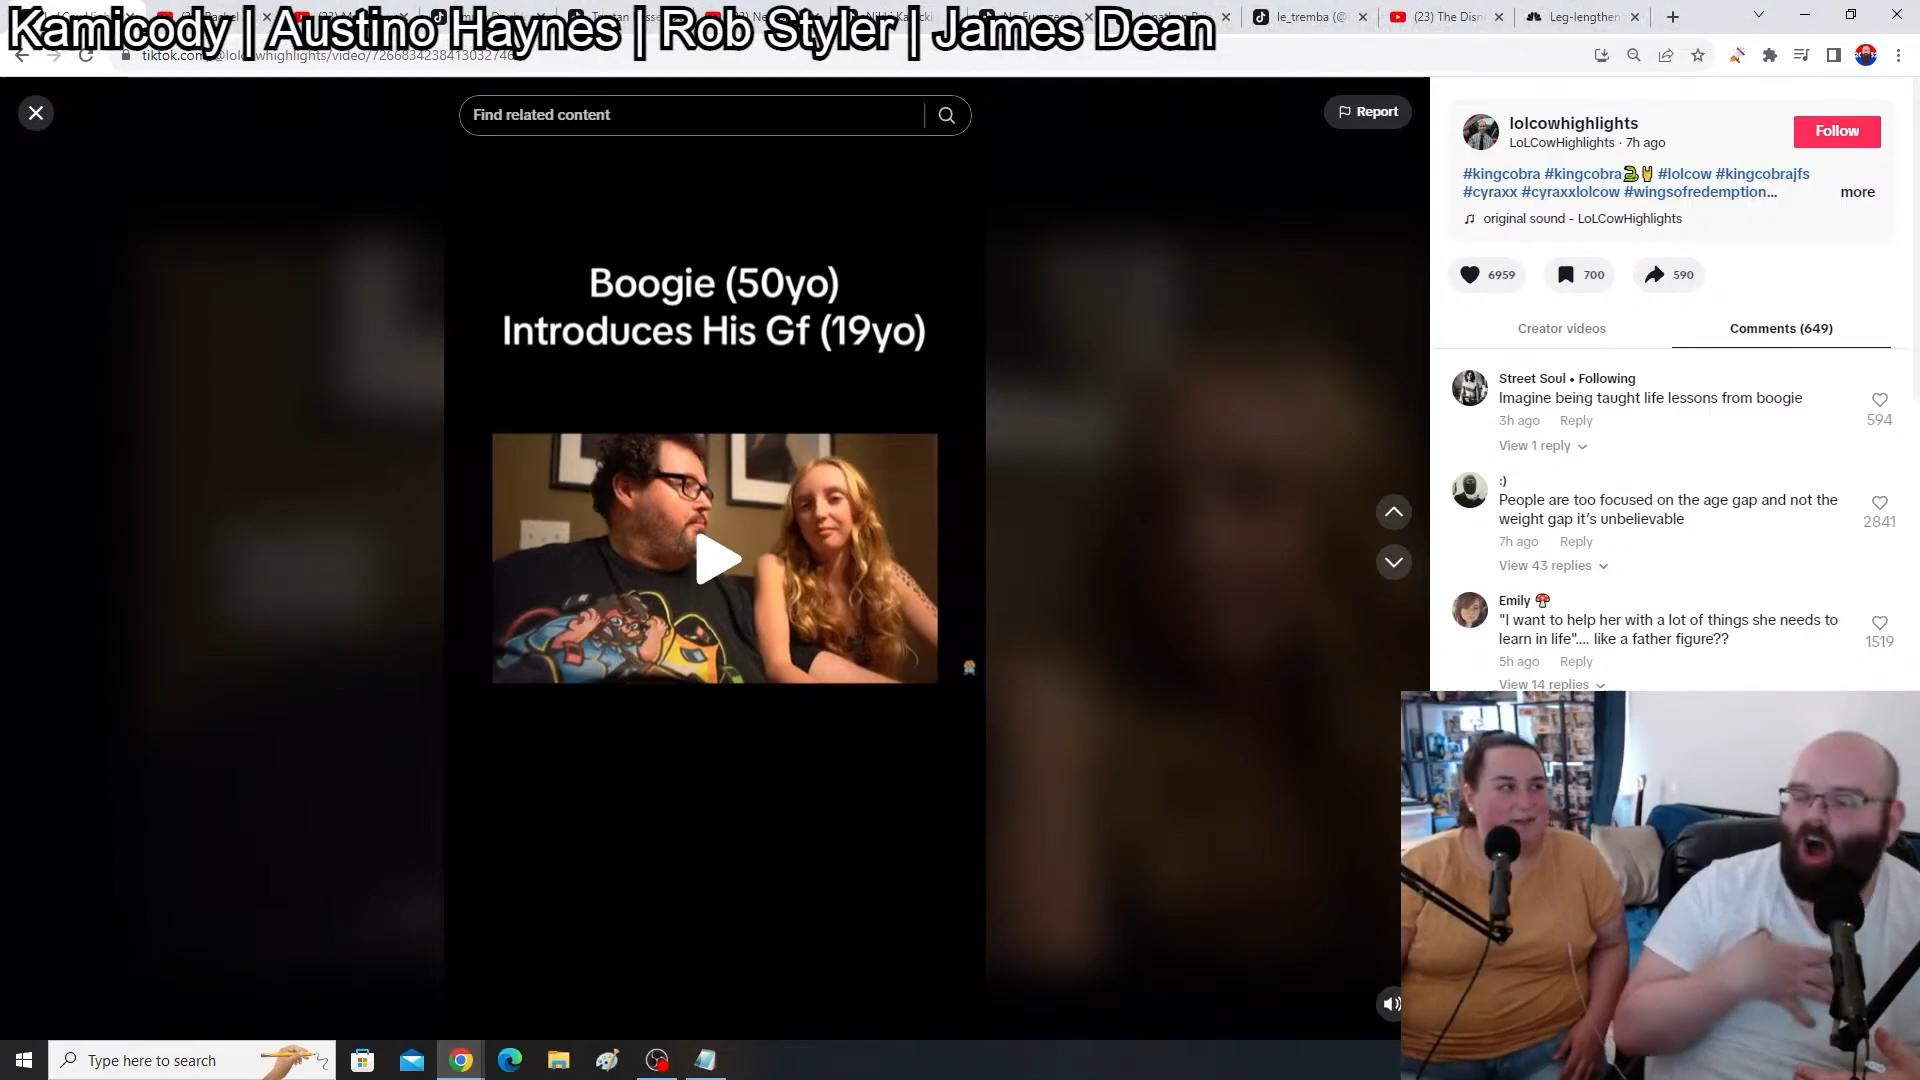 Kamicody | Austino Haynes | Rob Styler | James Dean
(23) The Disn
Leg-lengthen
le_tremba (@
Find related content
Report
lolcowhighlights
LoLCowHighlights · 7h ago
Follow
#kingcobra #kingcobra🐍🤘 #lolcow #kingcobrajfs
#cyraxx #cyraxxlolcow #wingsofredemption...
more
original sound - LoLCowHighlights
6959
700
590
Creator videos
Comments (649)
Boogie (50yo)
Introduces His Gf (19yo)
Street Soul • Following
Imagine being taught life lessons from boogie
3h ago Reply
594
View 1 reply
:)
People are too focused on the age gap and not the
weight gap it's unbelievable
2841
7h ago Reply
View 43 replies
Emily 🍄
"I want to help her with a lot of things she needs to
learn in life".... like a father figure??
1519
5h ago Reply
View 14 replies
Type here to search